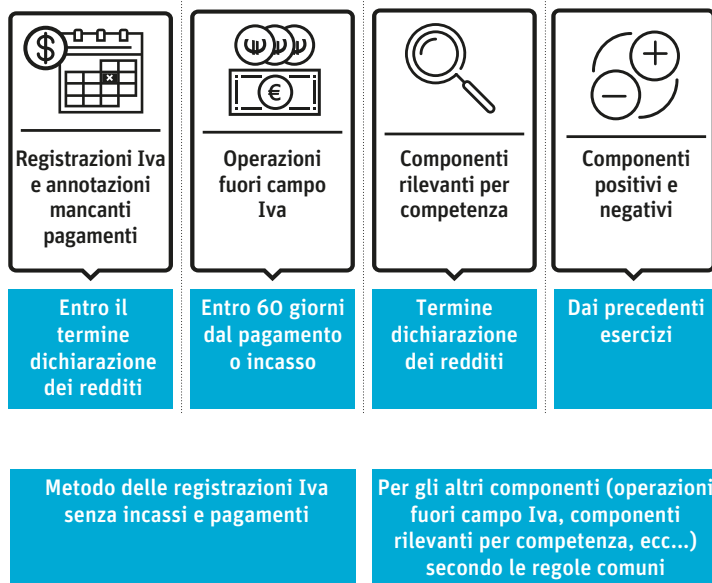 Registrazioni Iva
e annotazioni
mancanti
pagamenti
Entro il
termine
dichiarazione
dei redditi
Operazioni
fuori campo
Iva
Entro 60 giorni
dal pagamento
o incasso
Componenti
rilevanti per
competenza
Termine
dichiarazione
dei redditi
Componenti
positivi e
negativi
Dai precedenti
esercizi
Metodo delle registrazioni Iva
senza incassi e pagamenti
Per gli altri componenti (operazioni
fuori campo Iva, componenti
rilevanti per competenza, ecc...)
secondo le regole comuni